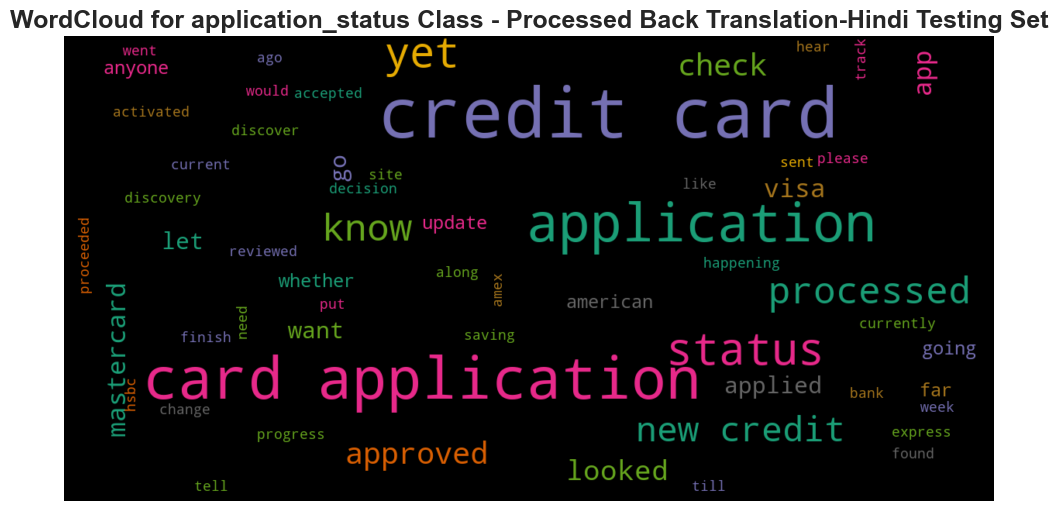 WordCloud for application_status Class - Processed Back Translation-Hindi Testing Set
went
anyone
ago
yet
check
hear
track
app
would
accepted
activated
credit card
discover
current
go
site
decision
sent
please
like
visa
discovery
know
update
application
let
reviewed
proceeded
whether
along
amex
happening
american
processed
put
need
want
saving
currently
finish
mastercard
status
going
card application
applied
bank
far
hsbc
change
week
progress
new credit
express
approved
looked
found
tell
till